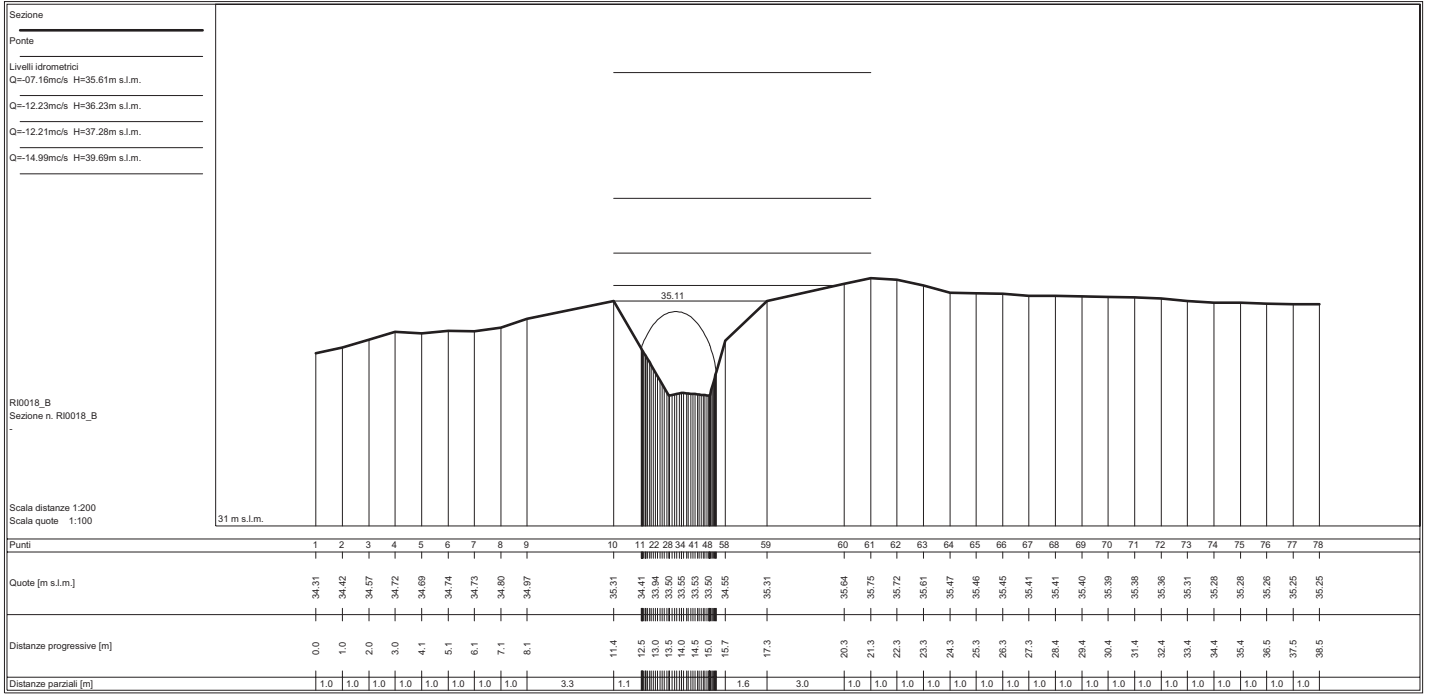 Sezione
Ponte
Livelli idrometrici
Q=-07.16mc/s H=35.61m s.l.m.
Q=-12.23mc/s H=36.23m s.l.m.
Q=-12.21mc/s H=37.28m s.l.m.
Q=-14.99mc/s H=39.69m s.l.m.
35.11
RI0018_B
Sezione n. RI0018_B
-
Scala distanze 1:200
Scala quote 1:100
31 m s.l.m.
Punti 1 2 3 4 5 6 7 8 9 10 11 22 28 34 41 48 58 59 60 61 62 63 64 65 66 67 68 69 70 71 72 73 74 75 76 77 78
Quote [m s.l.m.] 34.31 34.42 34.57 34.72 34.69 34.74 34.73 34.80 34.97 35.31 34.41 33.94 33.50 33.55 33.53 33.50 34.55 35.31 35.64 35.75 35.72 35.61 35.47 35.46 35.45 35.41 35.41 35.40 35.39 35.38 35.36 35.31 35.28 35.28 35.26 35.25 35.25
Distanze progressive [m] 0.0 1.0 2.0 3.0 4.1 5.1 6.1 7.1 8.1 11.4 12.5 13.0 13.5 14.0 14.5 15.0 15.7 17.3 20.3 21.3 22.3 23.3 24.3 25.3 26.3 27.3 28.4 29.4 30.4 31.4 32.4 33.4 34.4 35.4 36.5 37.5 38.5
Distanze parziali [m] 1.0 1.0 1.0 1.0 1.0 1.0 1.0 1.0 3.3 1.1 1.6 3.0 1.0 1.0 1.0 1.0 1.0 1.0 1.0 1.0 1.0 1.0 1.0 1.0 1.0 1.0 1.0 1.0 1.0 1.0